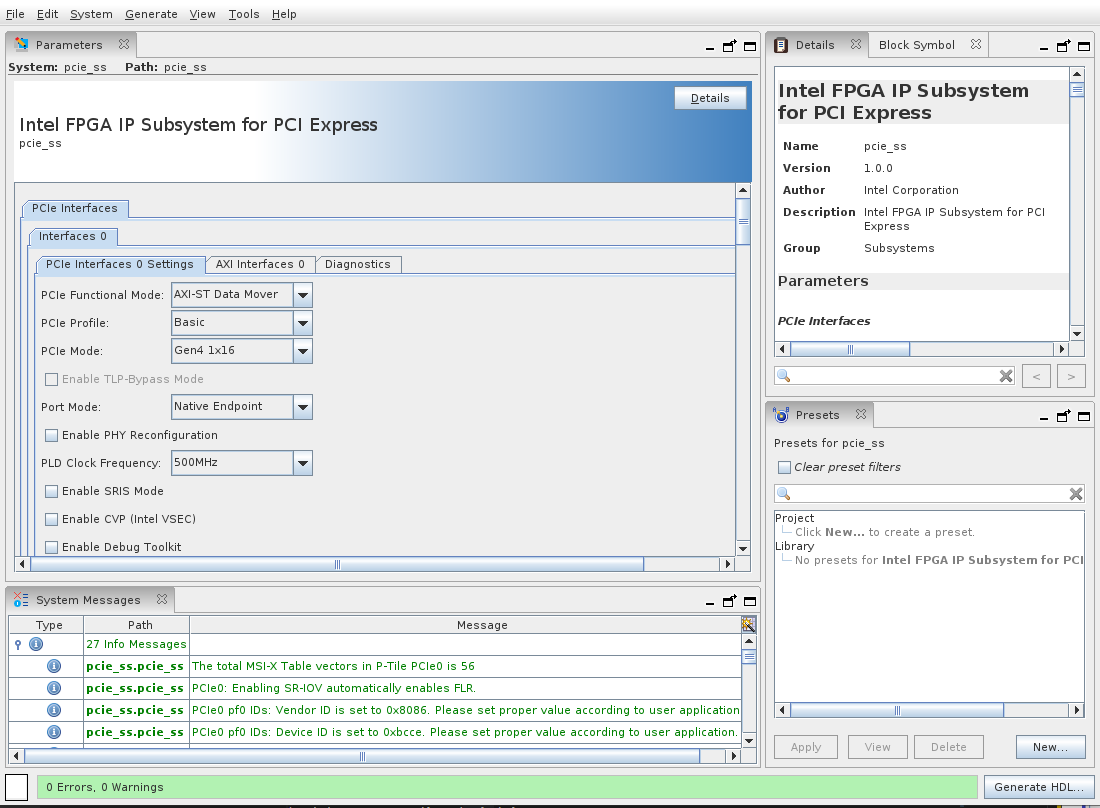 File Edit System Generate View Tools Help
Parameters
System: pcie_ss Path: pcie_ss
Details
Intel FPGA IP Subsystem for PCI Express
pcie_ss
PCIe Interfaces
Interfaces 0
PCIe Interfaces 0 Settings AXI Interfaces 0 Diagnostics
PCIe Functional Mode: AXI-ST Data Mover
PCIe Profile: Basic
PCIe Mode: Gen4 1x16
Enable TLP-Bypass Mode
Port Mode: Native Endpoint
Enable PHY Reconfiguration
PLD Clock Frequency: 500MHz
Enable SRIS Mode
Enable CVP (Intel VSEC)
Enable Debug Toolkit
System Messages
Type Path Message
27 Info Messages
pcie_ss.pcie_ss The total MSI-X Table vectors in P-Tile PCIe0 is 56
pcie_ss.pcie_ss PCIe0: Enabling SR-IOV automatically enables FLR.
pcie_ss.pcie_ss PCIe0 pf0 IDs: Vendor ID is set to 0x8086. Please set proper value according to user application
pcie_ss.pcie_ss PCIe0 pf0 IDs: Device ID is set to 0xbcce. Please set proper value according to user application.
0 Errors, 0 Warnings
Details Block Symbol
Intel FPGA IP Subsystem
for PCI Express
Name pcie_ss
Version 1.0.0
Author Intel Corporation
Description Intel FPGA IP Subsystem for PCI
Express
Group Subsystems
Parameters
PCIe Interfaces
< >
Presets
Presets for pcie_ss
Clear preset filters
Project
Click New... to create a preset.
Library
No presets for Intel FPGA IP Subsystem for PCI
Apply View Delete New...
Generate HDL...